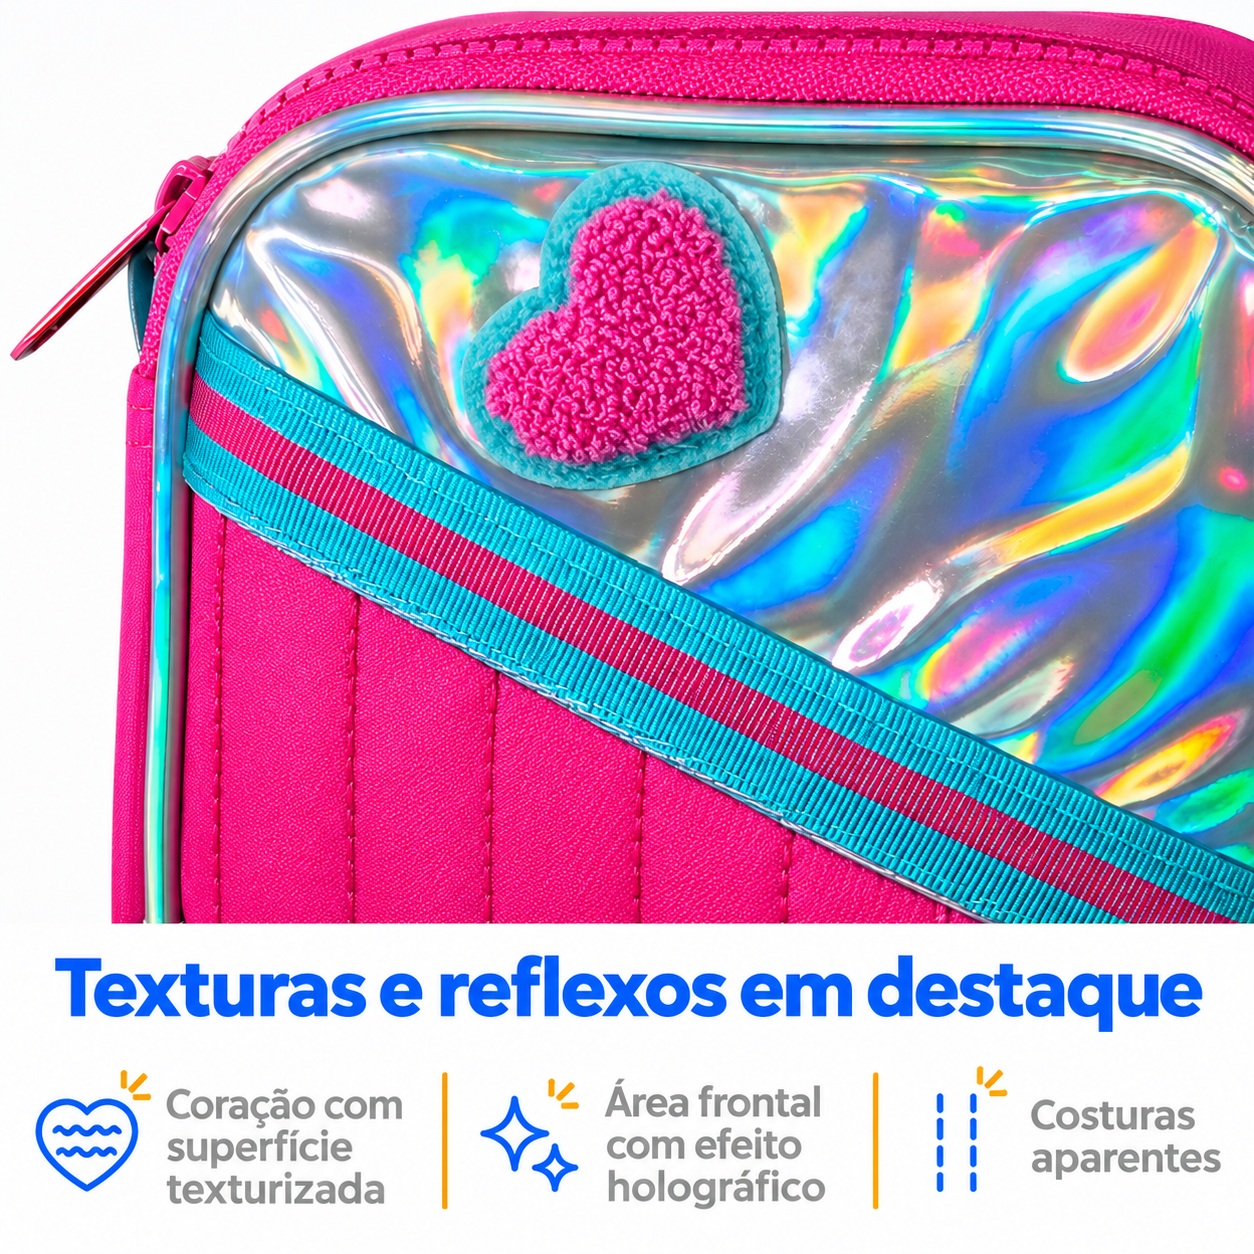 Texturas e reflexos em destaque
Coração com
superfície
texturizada
Área frontal
com efeito
holográfico
Costuras
aparentes